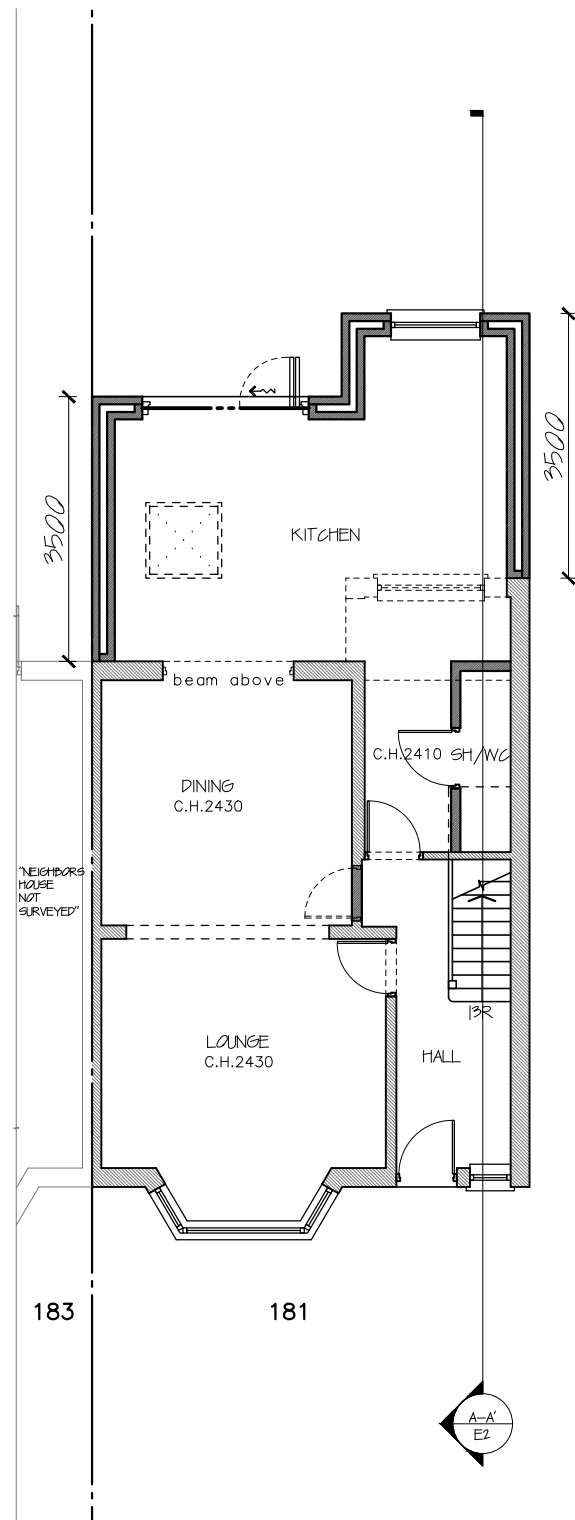 3500
3500
KITCHEN
beam above
C.H.2410 SH/WC
DINING
C.H.2430
"NEIGHBORS
HOUSE
NOT
SURVEYED"
13R
LOUNGE
C.H.2430
HALL
183
181
A-A'
E2